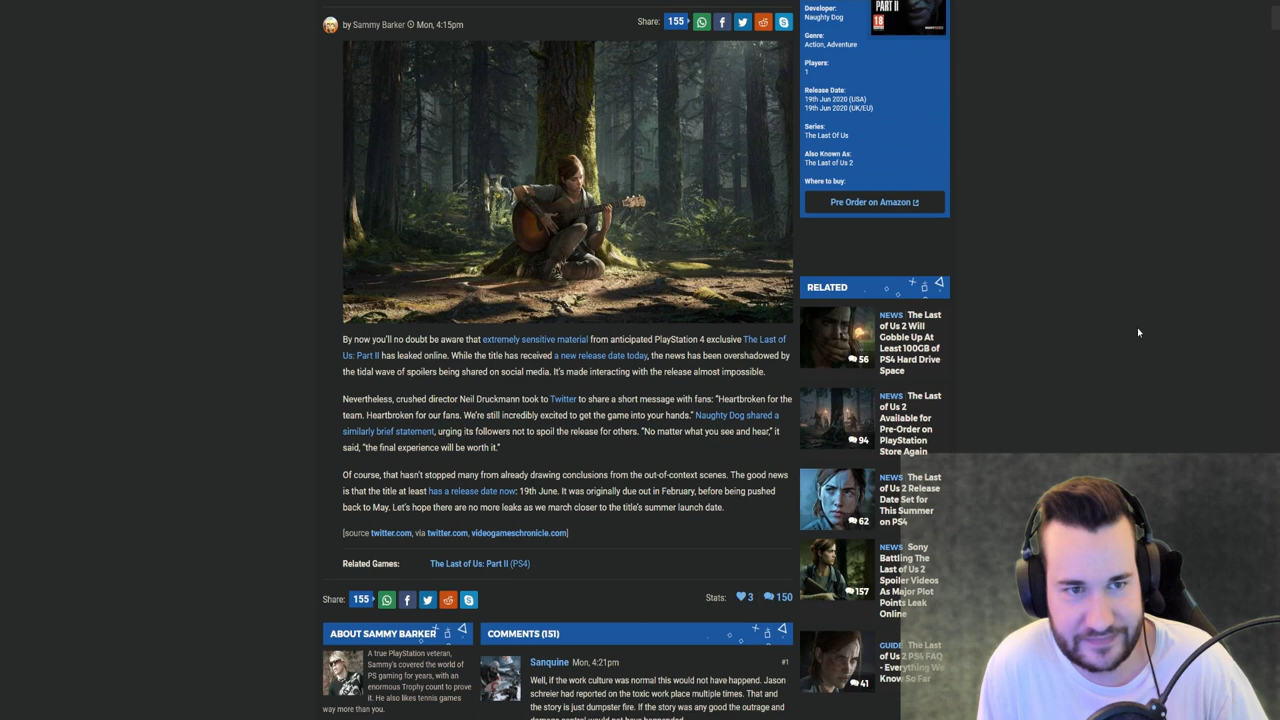 by Sammy Barker Mon, 4:15pm
Share: 155
By now you'll no doubt be aware that extremely sensitive material from anticipated PlayStation 4 exclusive The Last of
Us: Part II has leaked online. While the title has received a new release date today, the news has been overshadowed by
the tidal wave of spoilers being shared on social media. It's made interacting with the release almost impossible.
Nevertheless, crushed director Neil Druckmann took to Twitter to share a short message with fans: "Heartbroken for the
team. Heartbroken for our fans. We're still incredibly excited to get the game into your hands." Naughty Dog shared a
similarly brief statement, urging its followers not to spoil the release for others. "No matter what you see and hear," it
said, "the final experience will be worth it."
Of course, that hasn't stopped many from already drawing conclusions from the out-of-context scenes. The good news
is that the title at least has a release date now: 19th June. It was originally due out in February, before being pushed
back to May. Let's hope there are no more leaks as we march closer to the title's summer launch date.
[source twitter.com, via twitter.com, videogameschronicle.com]
Related Games: The Last of Us: Part II (PS4)
Share: 155
Stats: 3 150
ABOUT SAMMY BARKER
A true PlayStation veteran,
Sammy's covered the world of
PS gaming for years, with an
enormous Trophy count to prove
it. He also likes tennis games
way more than you.
COMMENTS (151)
Sanquine Mon, 4:21pm #1
Well, if the work culture was normal this would not have happend. Jason
schreier had reported on the toxic work place multiple times. That and
the story is just dumpster fire. If the story was any good the outrage and
Developer:
Naughty Dog
Genre:
Action, Adventure
Players:
1
Release Date:
19th Jun 2020 (USA)
19th Jun 2020 (UK/EU)
Series:
The Last Of Us
Also Known As:
The Last of Us 2
Where to buy:
Pre Order on Amazon
PART II
18
RELATED
NEWS The Last
of Us 2 Will
Gobble Up At
Least 100GB of
PS4 Hard Drive
Space
56
NEWS The Last
of Us 2
Available for
Pre-Order on
PlayStation
Store Again
94
NEWS The Last
of Us 2 Release
Date Set for
This Summer
on PS4
62
NEWS Sony
Battling The
Last of Us 2
Spoiler Videos
As Major Plot
Points Leak
Online
157
GUIDE The Last
of Us 2 PS4 FAQ
- Everything We
Know So Far
41